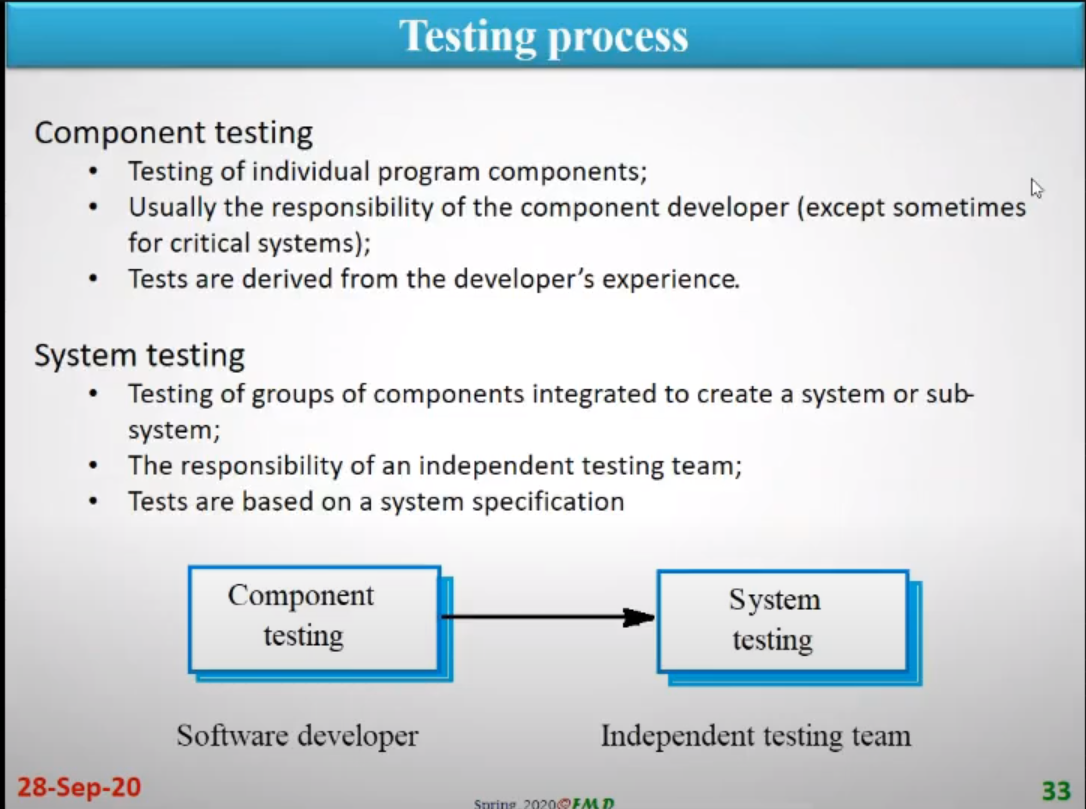 Testing process
Component testing
• Testing of individual program components;
• Usually the responsibility of the component developer (except sometimes
for critical systems);
• Tests are derived from the developer's experience.
System testing
• Testing of groups of components integrated to create a system or sub-
system;
• The responsibility of an independent testing team;
• Tests are based on a system specification
Component
testing
System
testing
Software developer
Independent testing team
28-Sep-20
Spring 2020©FMD
33